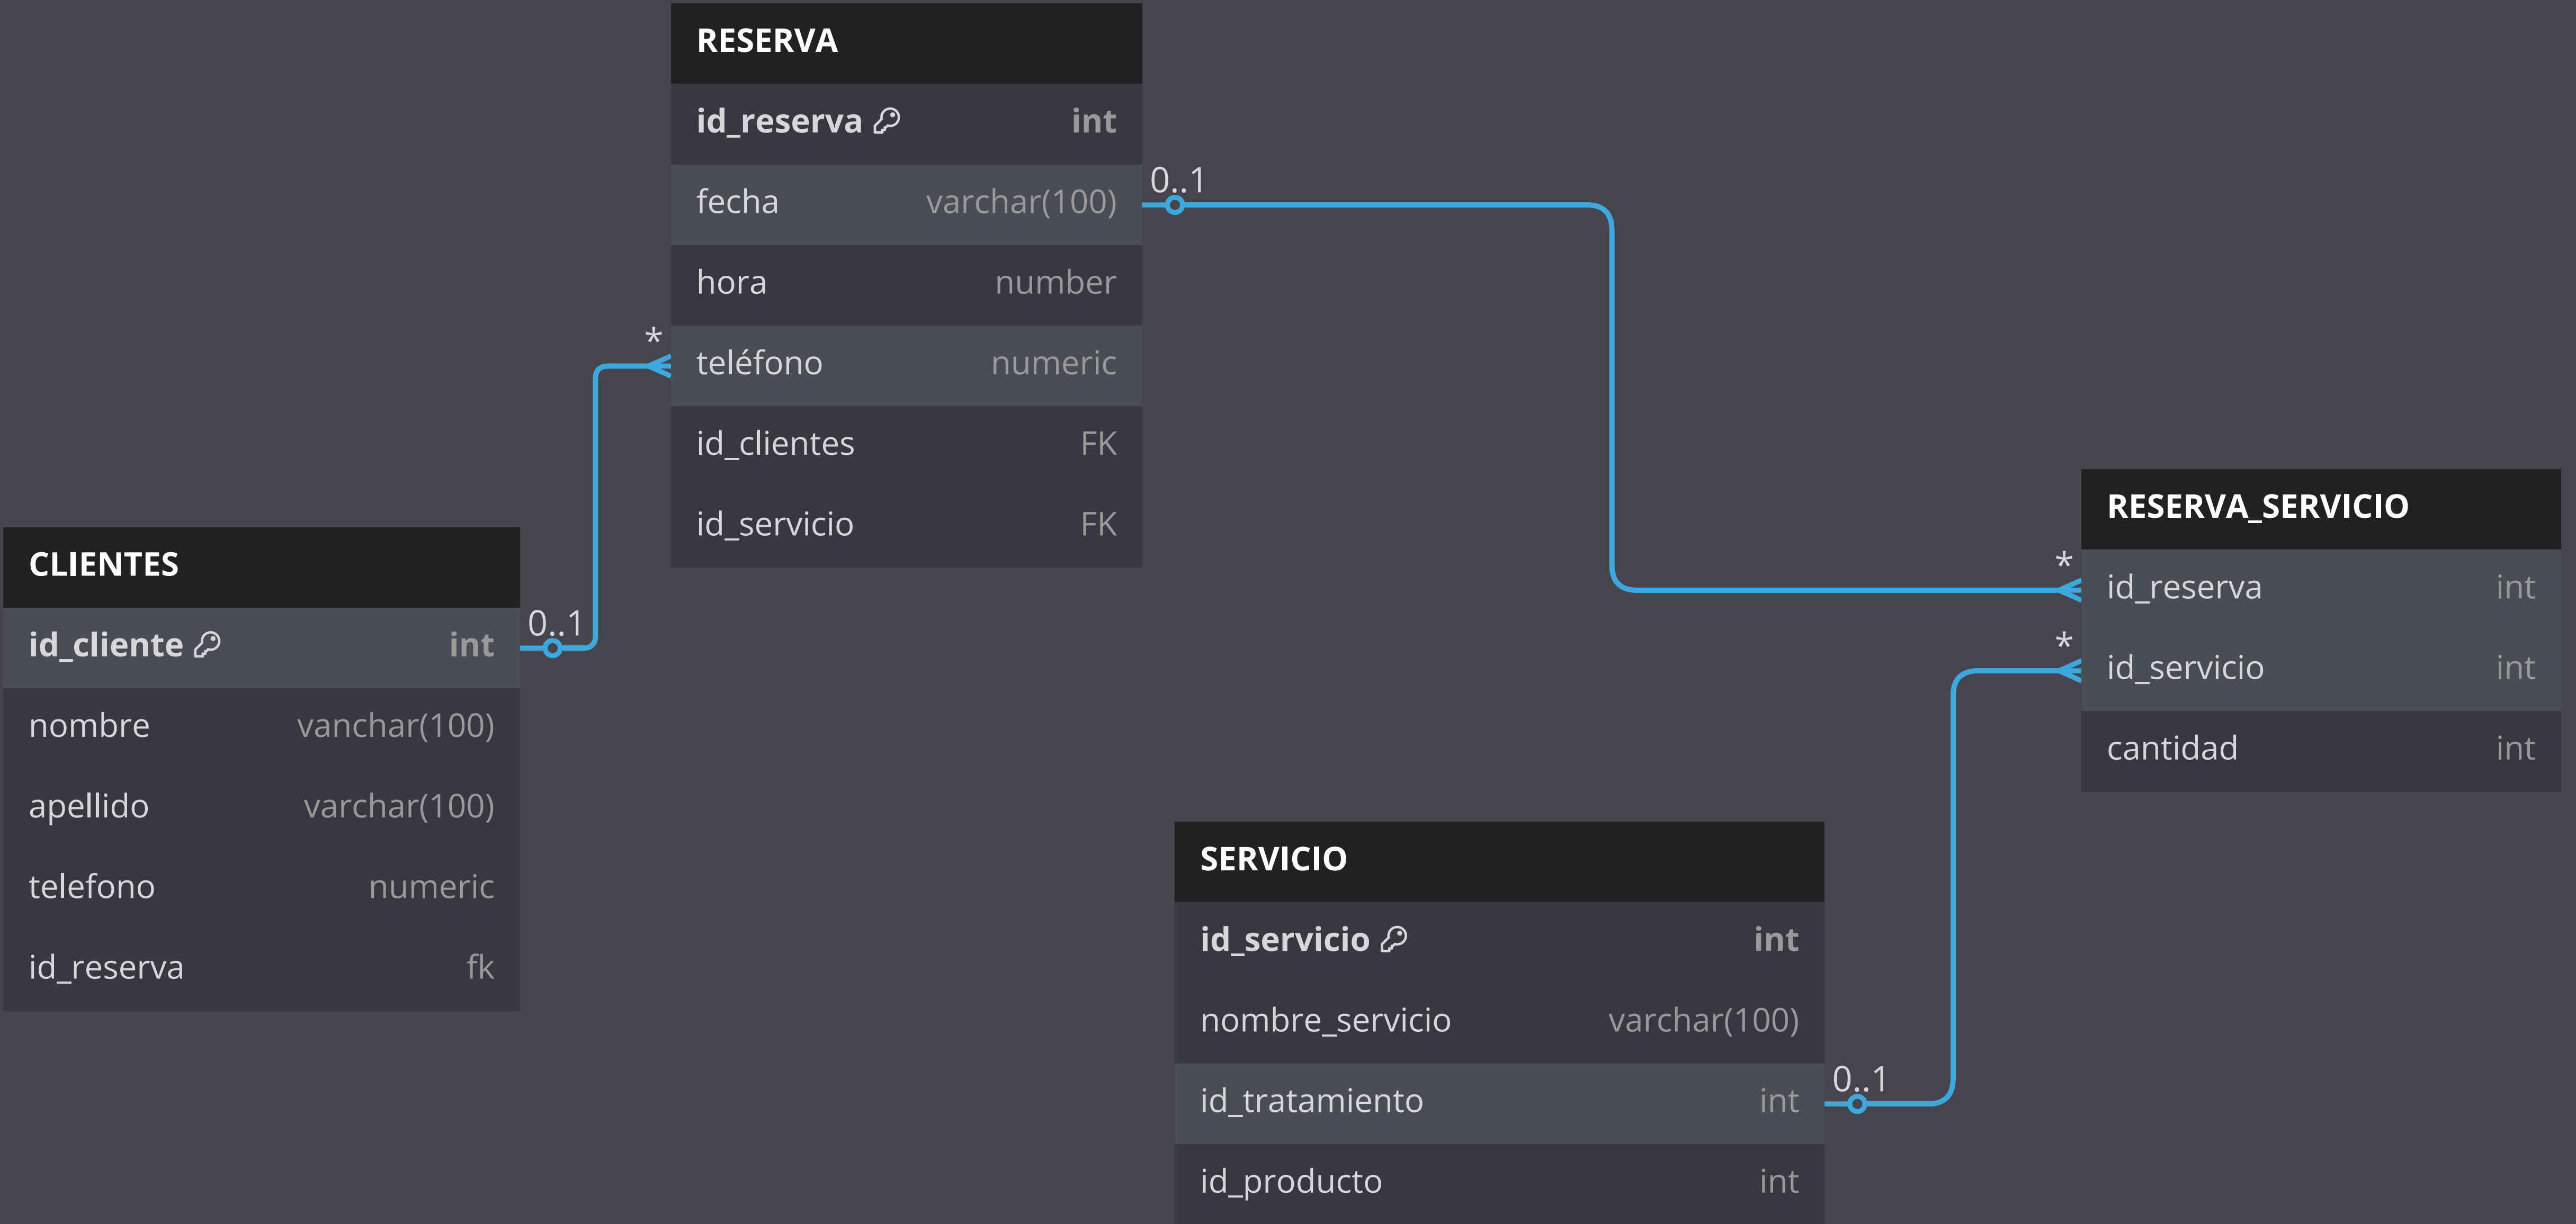 RESERVA
id_reserva int
fecha varchar(100)
hora number
teléfono numeric
id_clientes FK
id_servicio FK
0..1
*
CLIENTES
id_cliente int
nombre vanchar(100)
apellido varchar(100)
telefono numeric
id_reserva fk
0..1
RESERVA_SERVICIO
* id_reserva int
* id_servicio int
cantidad int
SERVICIO
id_servicio int
nombre_servicio varchar(100)
id_tratamiento int
id_producto int
0..1